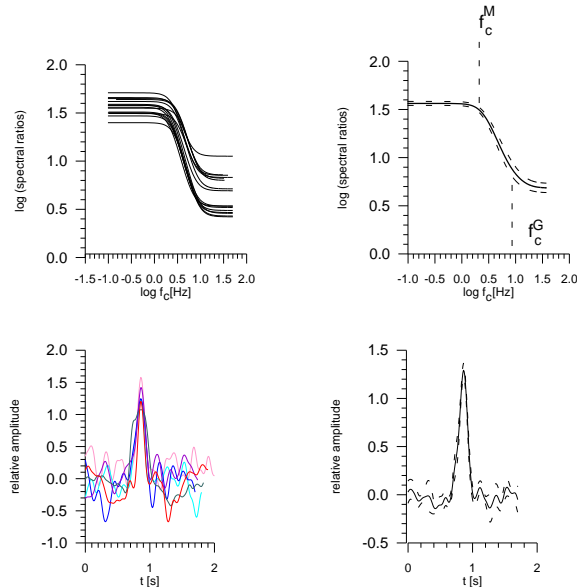 f_c^M
2.0
1.5
1.0
0.5
0.0
log (spectral ratios)
-1.5 -1.0 -0.5 0.0 0.5 1.0 1.5 2.0
log f_c[Hz]
2.0
1.5
1.0
0.5
0.0
log (spectral ratios)
f_c^G
-1.0 -0.5 0.0 0.5 1.0 1.5 2.0
log f_c[Hz]
2.0
1.5
1.0
0.5
0.0
-0.5
-1.0
relative amplitude
0 1 2
t [s]
1.5
1.0
0.5
0.0
-0.5
relative amplitude
0 1 2
t [s]